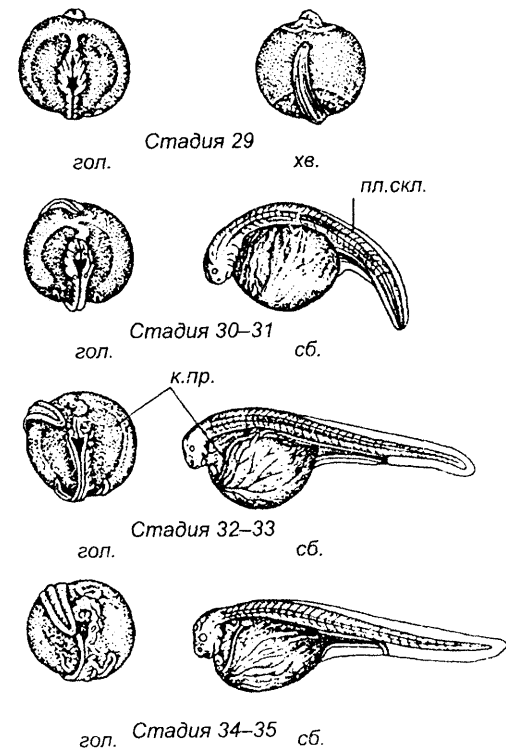 Стадия 29
гол. хв.
пл.скл.
Стадия 30–31
гол. сб.
к.пр.
Стадия 32–33
гол. сб.
Стадия 34–35
гол. сб.